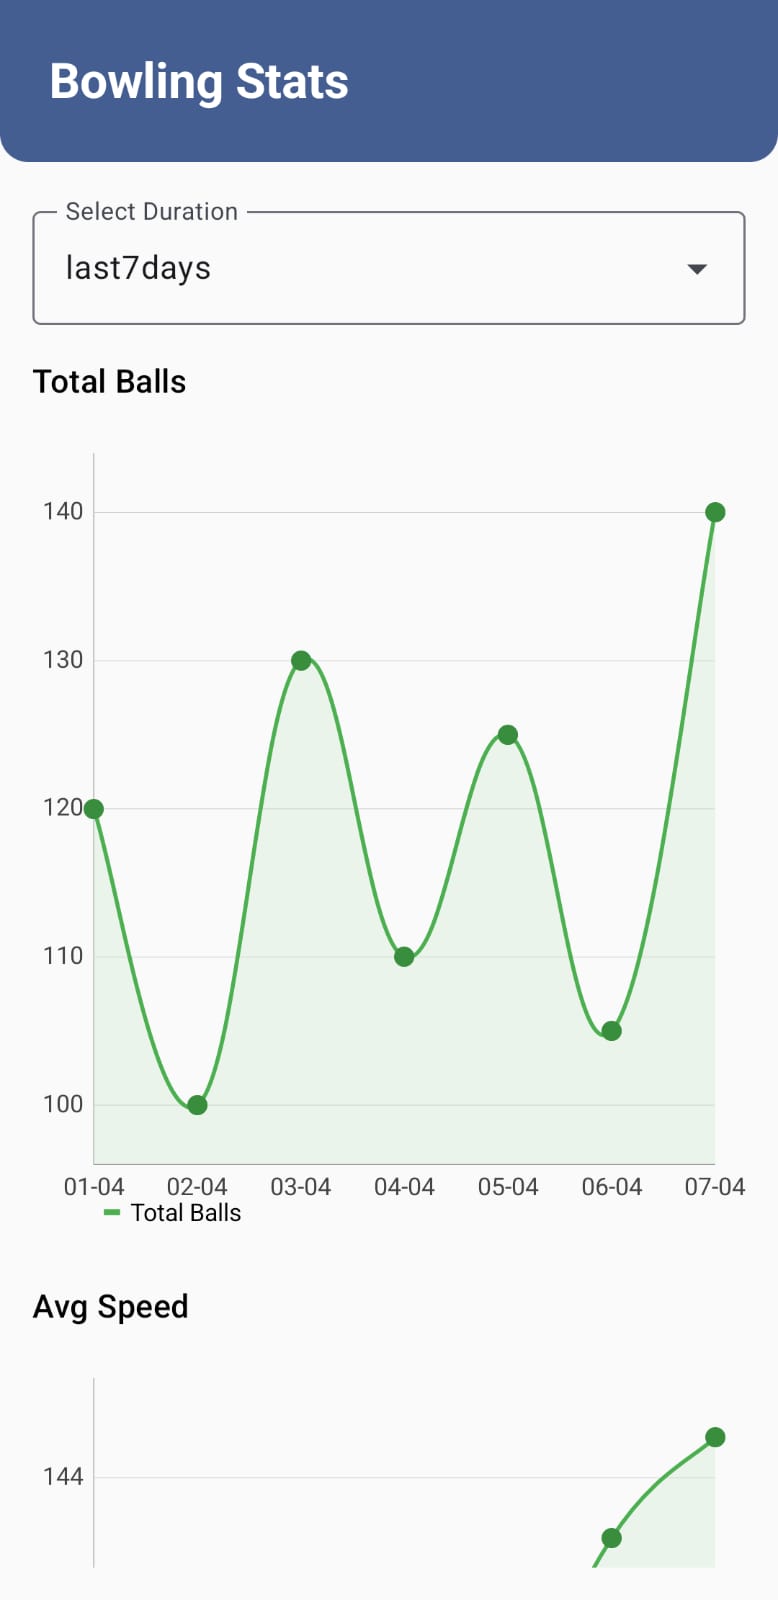 Bowling Stats
Select Duration
last7days
Total Balls
140
130
120
110
100
01-04 02-04 03-04 04-04 05-04 06-04 07-04
Total Balls
Avg Speed
144